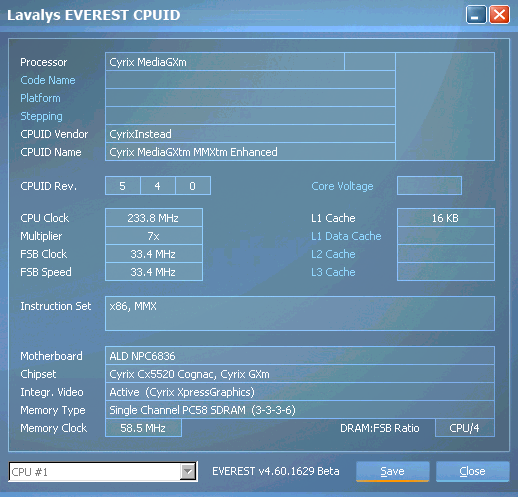 Lavalys EVEREST CPUID
Processor Cyrix MediaGXm
Code Name
Platform
Stepping
CPUID Vendor CyrixInstead
CPUID Name Cyrix MediaGXtm MMXtm Enhanced
CPUID Rev. 5 4 0 Core Voltage
CPU Clock 233.8 MHz L1 Cache 16 KB
Multiplier 7x L1 Data Cache
FSB Clock 33.4 MHz L2 Cache
FSB Speed 33.4 MHz L3 Cache
Instruction Set x86, MMX
Motherboard ALD NPC6836
Chipset Cyrix Cx5520 Cognac, Cyrix GXm
Integr. Video Active (Cyrix XpressGraphics)
Memory Type Single Channel PC58 SDRAM (3-3-3-6)
Memory Clock 58.5 MHz DRAM:FSB Ratio CPU/4
CPU #1 EVEREST v4.60.1629 Beta Save Close